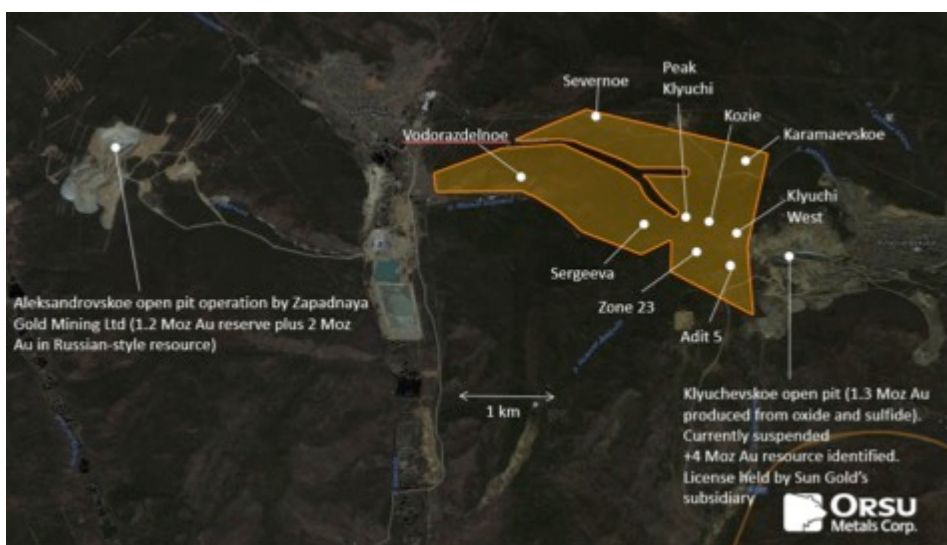 Severnoe
Peak
Klyuchi
Kozie
Karamaevskoe
Vodorazdelnoe
Klyuchi
West
Sergeeva
Zone 23
Adit 5
Aleksandrovskoe open pit operation by Zapadnaya
Gold Mining Ltd (1.2 Moz Au reserve plus 2 Moz
Au in Russian-style resource)
1 km
Klyuchevskoe open pit (1.3 Moz Au
produced from oxide and sulfide).
Currently suspended
+4 Moz Au resource identified.
License held by Sun Gold's
subsidiary
ORSU
Metals Corp.